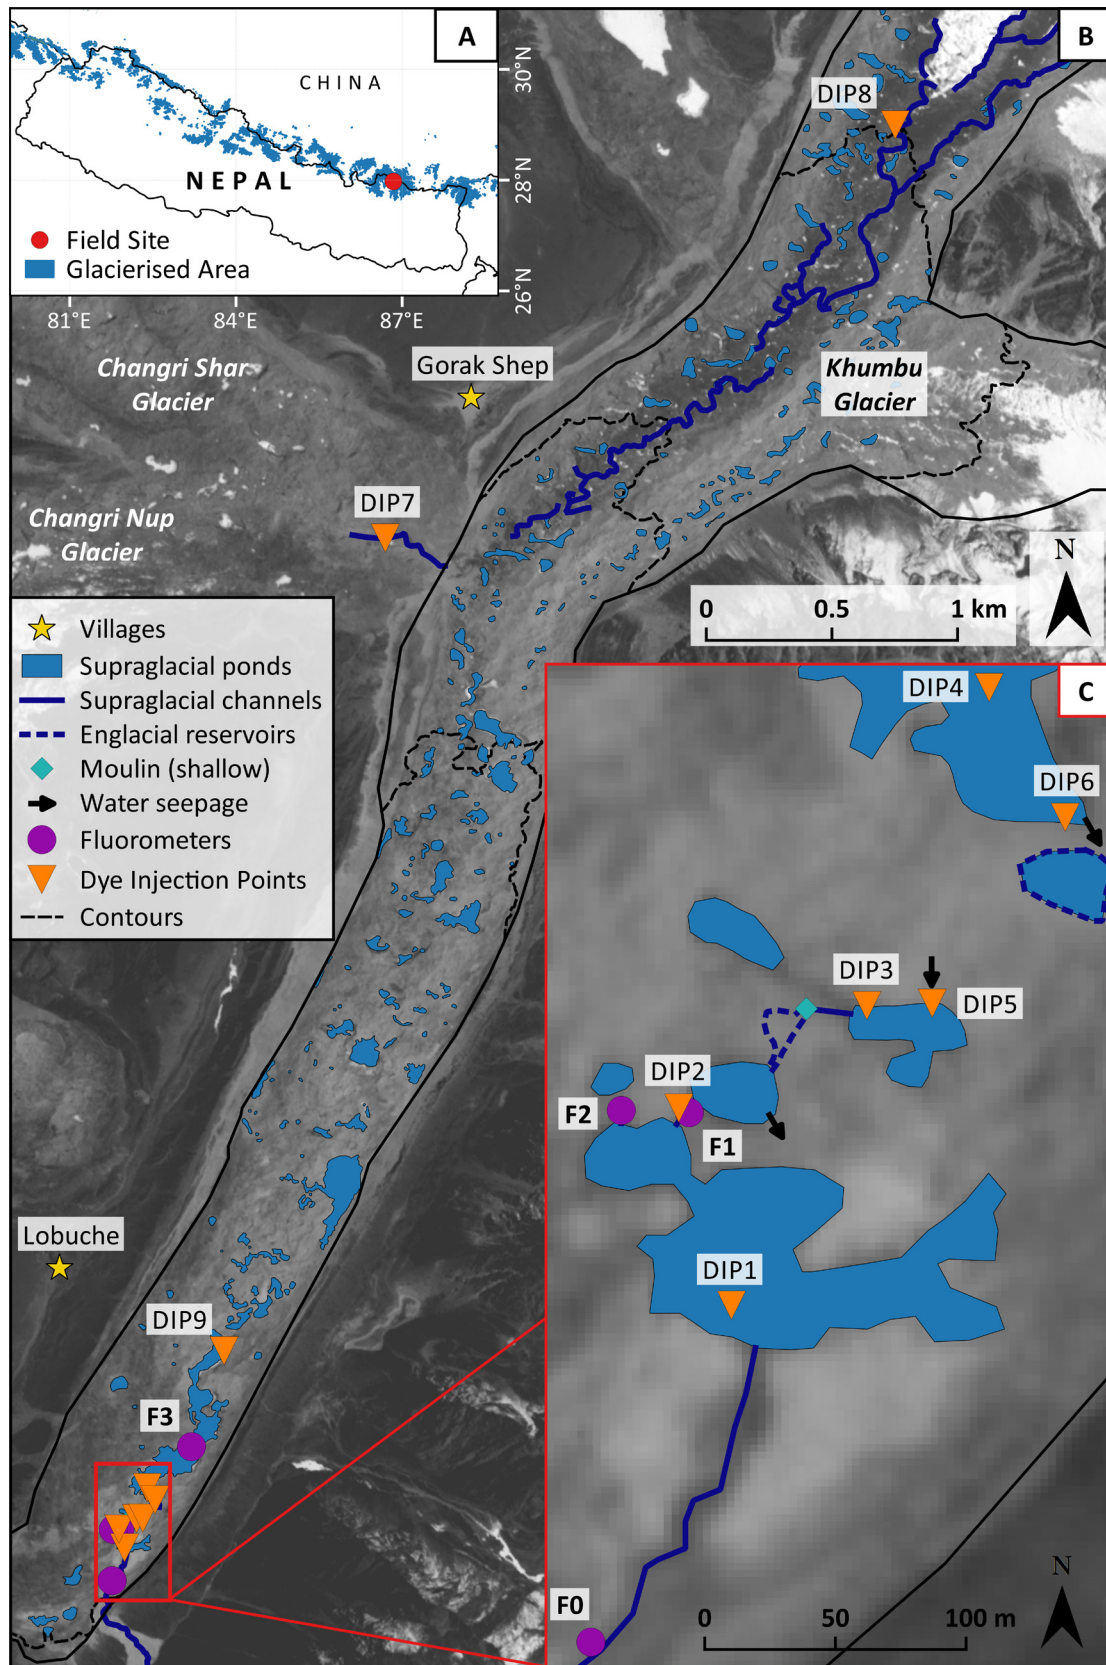 A
CHINA
NEPAL
Field Site
Glacierised Area
30°N
28°N
26°N
81°E
84°E
87°E
B
DIP8
Changri Shar
Glacier
Gorak Shep
Khumbu
Glacier
DIP7
Changri Nup
Glacier
N
0
0.5
1 km
Villages
Supraglacial ponds
Supraglacial channels
Englacial reservoirs
Moulin (shallow)
Water seepage
Fluorometers
Dye Injection Points
Contours
Lobuche
DIP9
F3
C
DIP4
DIP6
DIP3
DIP5
DIP2
F2
F1
DIP1
F0
N
0
50
100 m